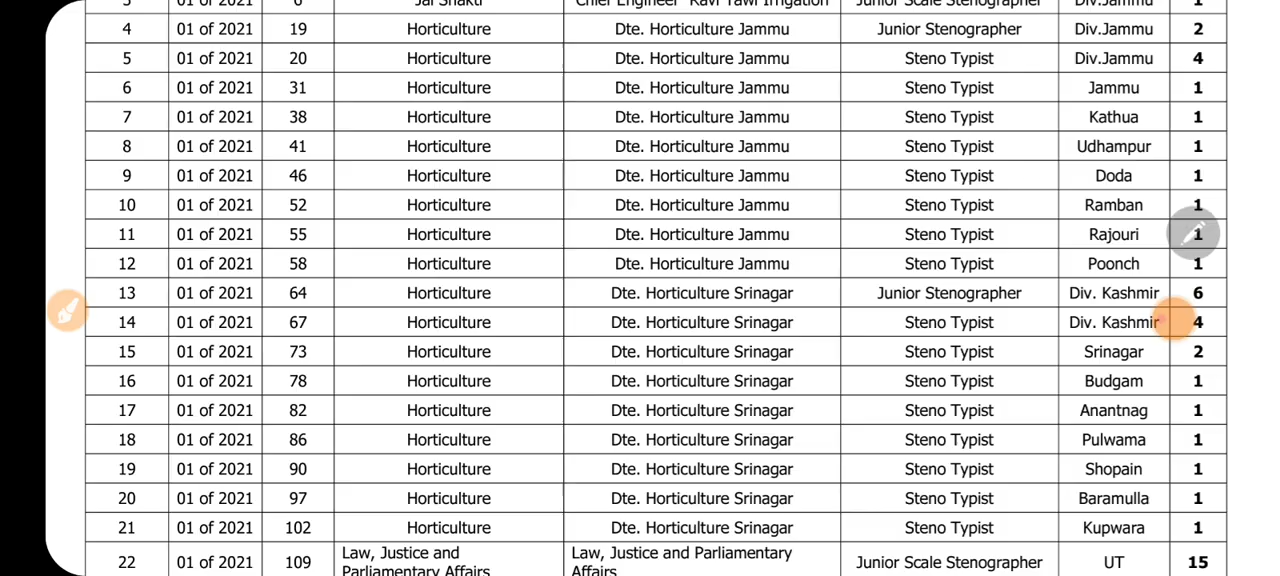 3 01 of 2021 6 Jal Shakti Chief Engineer Ravi Tawi Irrigation Junior Scale Stenographer Div.Jammu 1
4 01 of 2021 19 Horticulture Dte. Horticulture Jammu Junior Stenographer Div.Jammu 2
5 01 of 2021 20 Horticulture Dte. Horticulture Jammu Steno Typist Div.Jammu 4
6 01 of 2021 31 Horticulture Dte. Horticulture Jammu Steno Typist Jammu 1
7 01 of 2021 38 Horticulture Dte. Horticulture Jammu Steno Typist Kathua 1
8 01 of 2021 41 Horticulture Dte. Horticulture Jammu Steno Typist Udhampur 1
9 01 of 2021 46 Horticulture Dte. Horticulture Jammu Steno Typist Doda 1
10 01 of 2021 52 Horticulture Dte. Horticulture Jammu Steno Typist Ramban 1
11 01 of 2021 55 Horticulture Dte. Horticulture Jammu Steno Typist Rajouri 1
12 01 of 2021 58 Horticulture Dte. Horticulture Jammu Steno Typist Poonch 1
13 01 of 2021 64 Horticulture Dte. Horticulture Srinagar Junior Stenographer Div. Kashmir 6
14 01 of 2021 67 Horticulture Dte. Horticulture Srinagar Steno Typist Div. Kashmir 4
15 01 of 2021 73 Horticulture Dte. Horticulture Srinagar Steno Typist Srinagar 2
16 01 of 2021 78 Horticulture Dte. Horticulture Srinagar Steno Typist Budgam 1
17 01 of 2021 82 Horticulture Dte. Horticulture Srinagar Steno Typist Anantnag 1
18 01 of 2021 86 Horticulture Dte. Horticulture Srinagar Steno Typist Pulwama 1
19 01 of 2021 90 Horticulture Dte. Horticulture Srinagar Steno Typist Shopain 1
20 01 of 2021 97 Horticulture Dte. Horticulture Srinagar Steno Typist Baramulla 1
21 01 of 2021 102 Horticulture Dte. Horticulture Srinagar Steno Typist Kupwara 1
22 01 of 2021 109 Law, Justice and Parliamentary Affairs Law, Justice and Parliamentary Affairs Junior Scale Stenographer UT 15